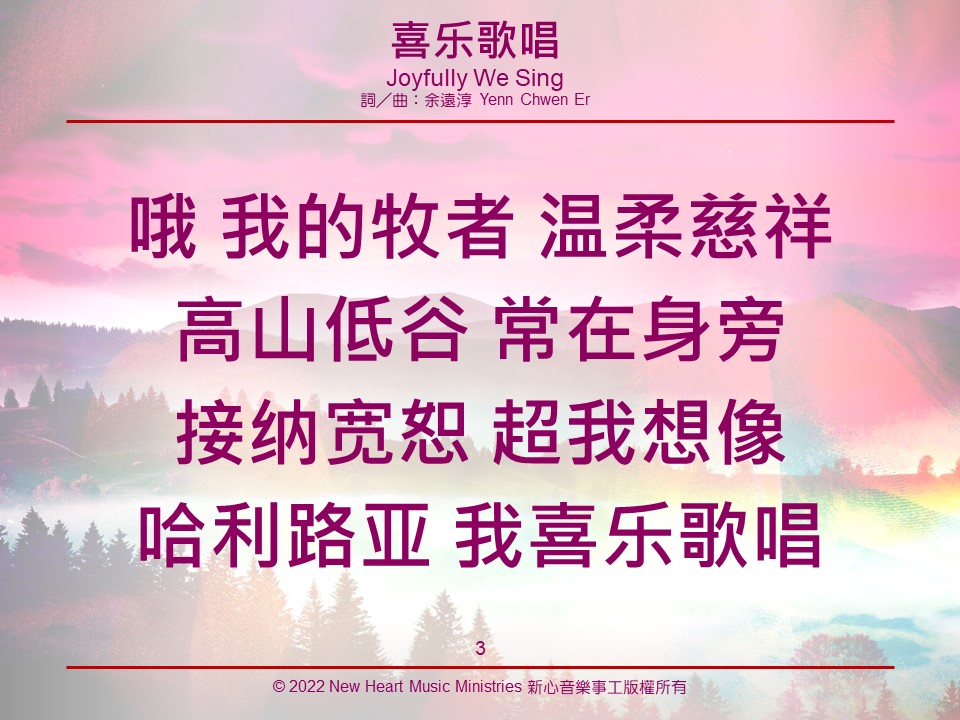 喜乐歌唱
Joyfully We Sing
詞／曲：余遠淳 Yenn Chwen Er
哦 我的牧者 温柔慈祥
高山低谷 常在身旁
接纳宽恕 超我想像
哈利路亚 我喜乐歌唱
3
© 2022 New Heart Music Ministries 新心音樂事工版權所有